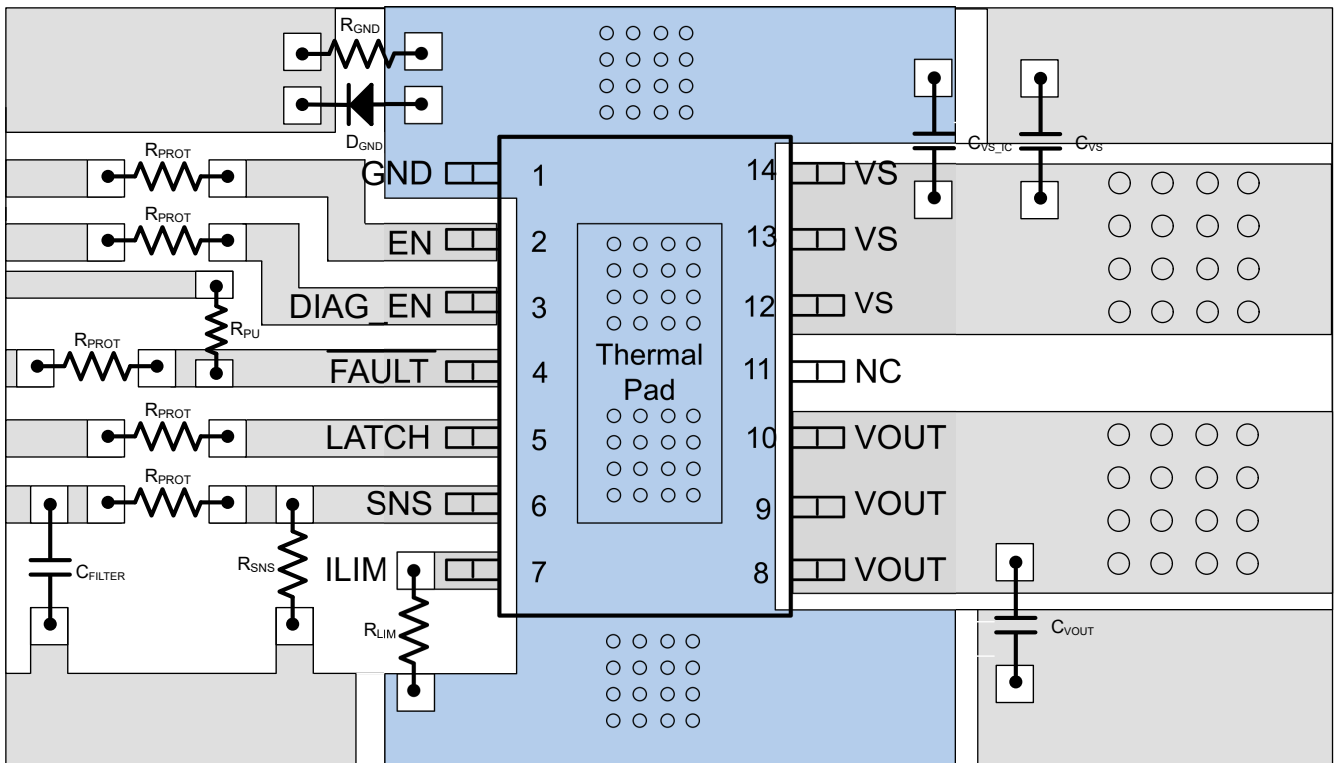 RGND
DGND
CVS_IC
CVS
RPROT
GND
1
14
VS
RPROT
EN
2
13
VS
DIAG_EN
3
12
VS
RPU
RPROT
FAULT
4
Thermal
Pad
11
NC
RPROT
LATCH
5
10
VOUT
RPROT
SNS
6
9
VOUT
CFILTER
RSNS
ILIM
7
8
VOUT
RLIM
CVOUT